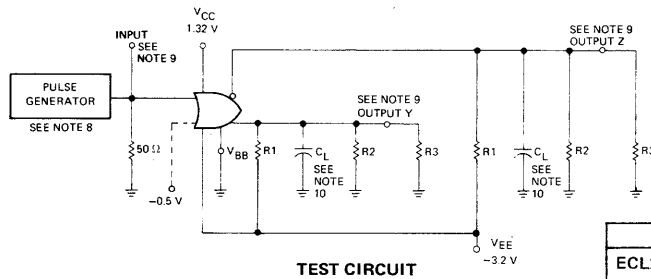 INPUT
SEE
NOTE 9
VCC
1.32 V
SEE NOTE 9
OUTPUT Z
PULSE
GENERATOR
SEE NOTE 8
SEE NOTE 9
OUTPUT Y
50 Ω
VBB
R1
CL
SEE
NOTE
10
R2
R3
R1
CL
SEE
NOTE
10
R2
R3
−0.5 V
VEE
−3.2 V
TEST CIRCUIT